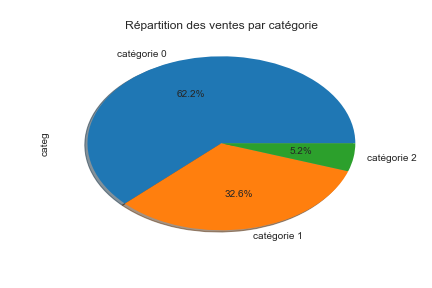 Répartition des ventes par catégorie
catégorie 0
62.2%
categ
5.2%
catégorie 2
32.6%
catégorie 1